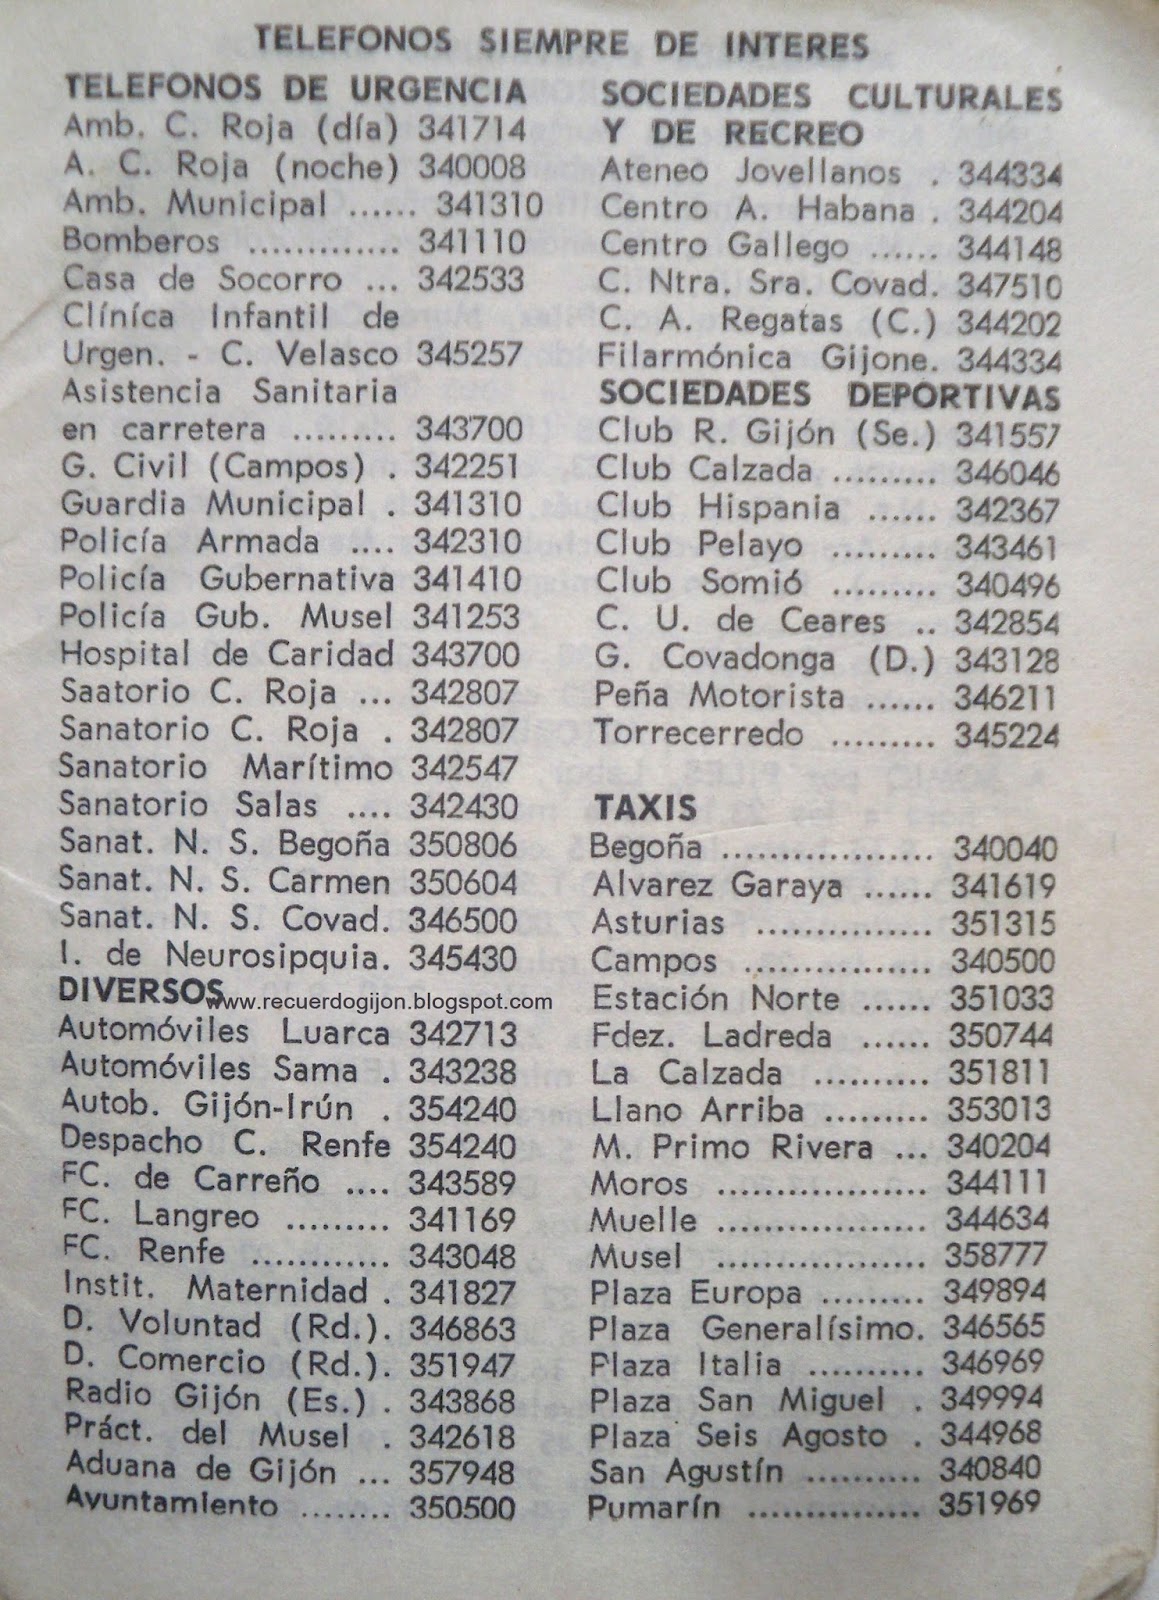 TELEFONOS SIEMPRE DE INTERES
TELEFONOS DE URGENCIA
Amb. C. Roja (día) 341714
A. C. Roja (noche) 340008
Amb. Municipal ...... 341310
Bomberos ............. 341110
Casa de Socorro ... 342533
Clíníca Infantil de
Urgen. - C. Velasco 345257
Asistencia Sanitaria
en carretera ......... 343700
G. Civil (Campos) . 342251
Guardia Municipal . 341310
Policía Armada .... 342310
Policía Gubernativa 341410
Policía Gub. Musel 341253
Hospital de Caridad 343700
Saatorio C. Roja ... 342807
Sanatorio C. Roja . 342807
Sanatorio Marítimo 342547
Sanatorio Salas .... 342430
Sanat. N. S. Begoña 350806
Sanat. N. S. Carmen 350604
Sanat. N. S. Covad. 346500
I. de Neurosipquia. 345430
DIVERSOS
www.recuerdogijon.blogspot.com
Automóviles Luarca 342713
Automóviles Sama . 343238
Autob. Gijón-Irún . 354240
Despacho C. Renfe 354240
FC. de Carreño .... 343589
FC. Langreo ......... 341169
FC. Renfe ............ 343048
Instit. Maternidad . 341827
D. Voluntad (Rd.). 346863
D. Comercio (Rd.). 351947
Radio Gijón (Es.) . 343868
Práct. del Musel . 342618
Aduana de Gijón ... 357948
Ayuntamiento ........ 350500
SOCIEDADES CULTURALES
Y DE RECREO
Ateneo Jovellanos . 344334
Centro A. Habana . 344204
Centro Gallego ...... 344148
C. Ntra. Sra. Covad. 347510
C. A. Regatas (C.) 344202
Filarmónica Gijone. 344334
SOCIEDADES DEPORTIVAS
Club R. Gijón (Se.) 341557
Club Calzada ......... 346046
Club Hispania ...... 342367
Club Pelayo ......... 343461
Club Somió ......... 340496
C. U. de Ceares .. 342854
G. Covadonga (D.) 343128
Peña Motorista ...... 346211
Torrecerredo ......... 345224
TAXIS
Begoña .................. 340040
Alvarez Garaya ...... 341619
Asturias ............... 351315
Campos ................ 340500
Estación Norte ...... 351033
Fdez. Ladreda ...... 350744
La Calzada .......... 351811
Llano Arriba ......... 353013
M. Primo Rivera ... 340204
Moros .................. 344111
Muelle .................. 344634
Musel .................. 358777
Plaza Europa ......... 349894
Plaza Generalísimo. 346565
Plaza Italia .......... 346969
Plaza San Miguel . 349994
Plaza Seis Agosto . 344968
San Agustín .......... 340840
Pumarín ............... 351969